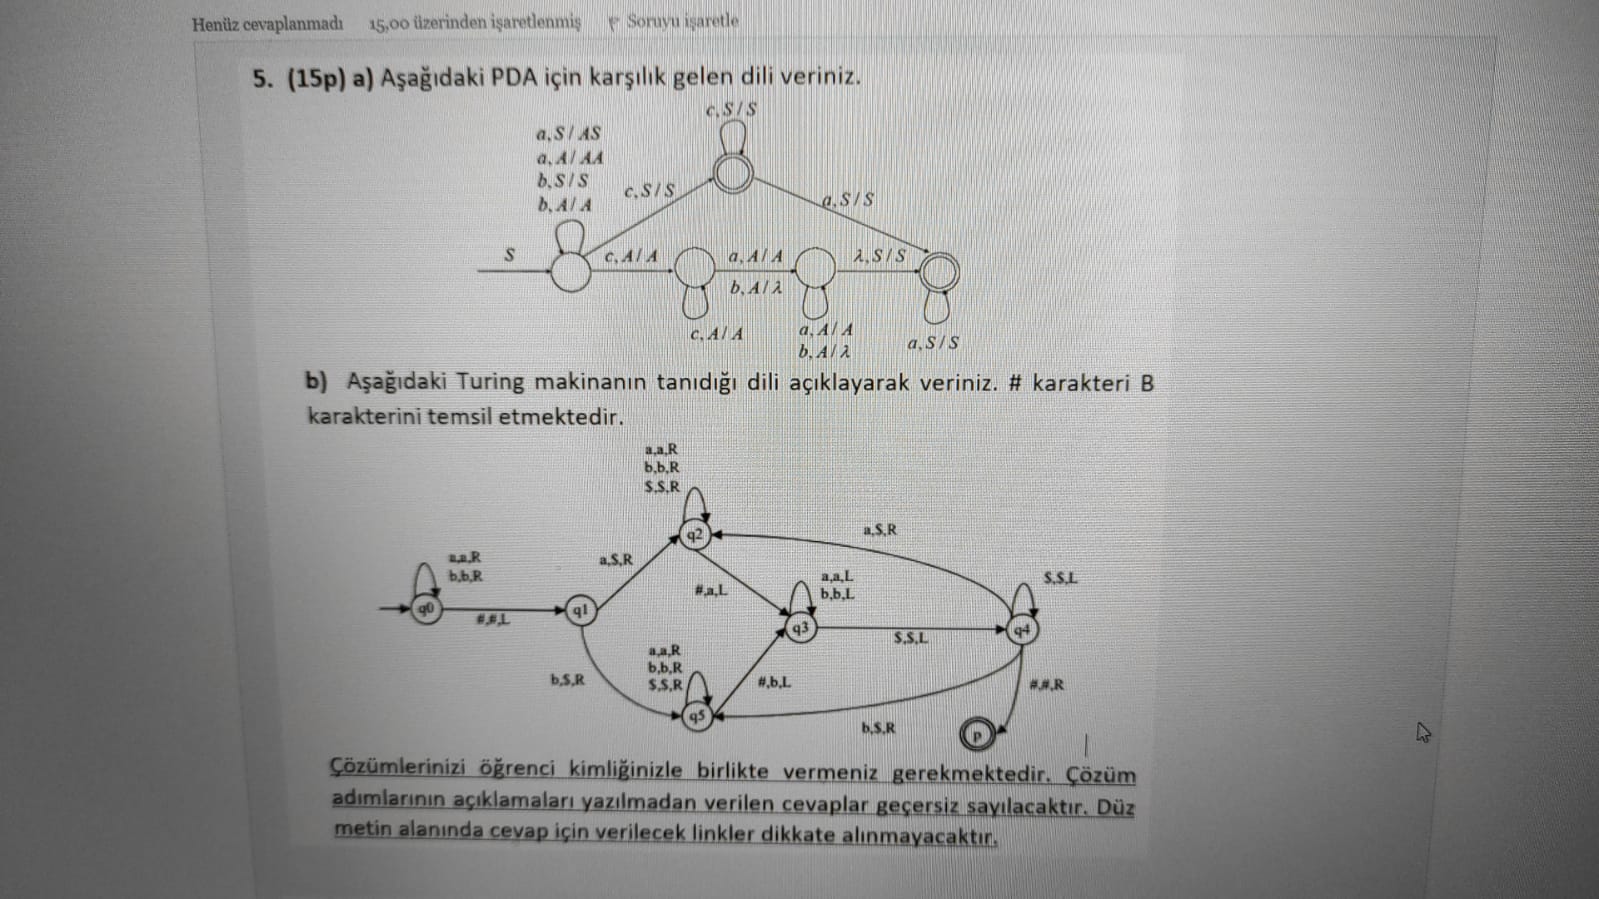 Henüz cevaplanmadı 15,00 üzerinden işaretlenmiş Soruyu işaretle
5. (15p) a) Aşağıdaki PDA için karşılık gelen dili veriniz.
c, S / S
a, S / AS
a, A / AA
b, S / S
b, A / A
c, S / S
a, S / S
S
c, A / A
a, A / A
λ, S / S
b, A / λ
c, A / A
a, A / A
b, A / λ
a, S / S
b) Aşağıdaki Turing makinanın tanıdığı dili açıklayarak veriniz. # karakteri B
karakterini temsil etmektedir.
a,a,R
b,b,R
$,$,R
q2
a,$,R
a,a,R
b,b,R
a,$,R
#,a,L
a,a,L
b,b,L
$,$,L
q0
#,#,L
q1
q3
$,$,L
q4
a,a,R
b,b,R
$,$,R
b,$,R
#,b,L
#,#,R
q5
b,$,R
P
Çözümlerinizi öğrenci kimliğinizle birlikte vermeniz gerekmektedir. Çözüm
adımlarının açıklamaları yazılmadan verilen cevaplar geçersiz sayılacaktır. Düz
metin alanında cevap için verilecek linkler dikkate alınmayacaktır.